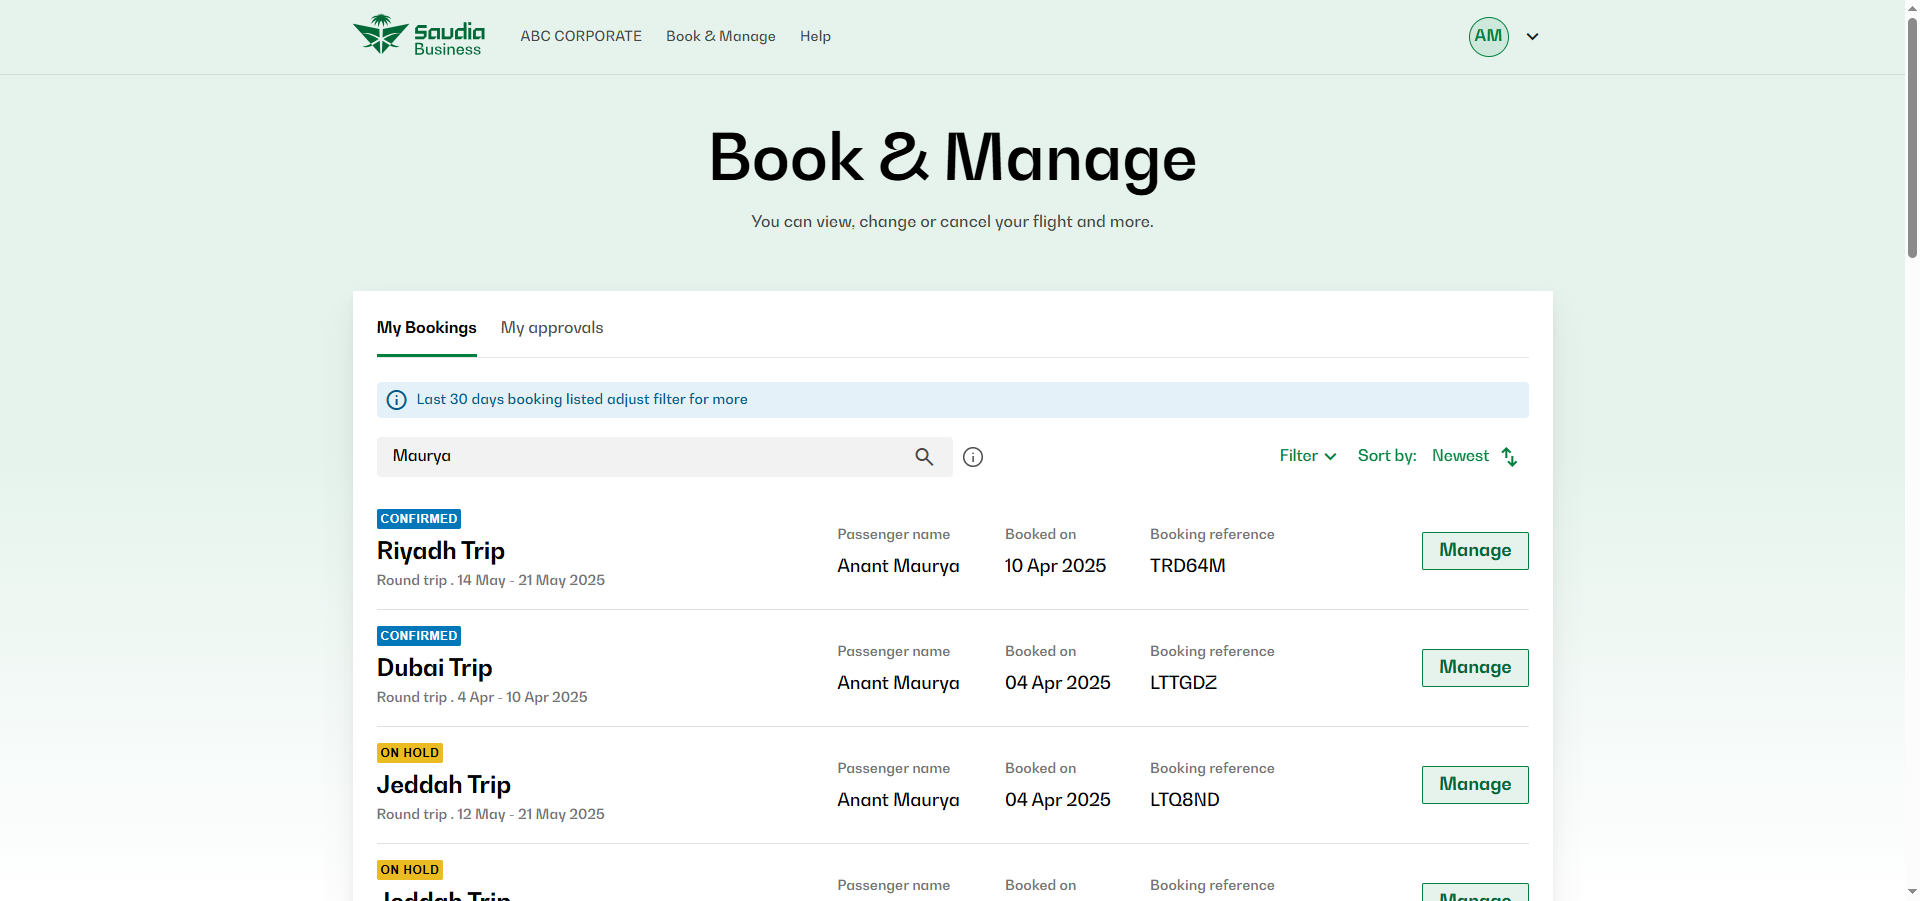 Saudia
Business
ABC CORPORATE
Book & Manage
Help
AM
Book & Manage
You can view, change or cancel your flight and more.
My Bookings
My approvals
Last 30 days booking listed adjust filter for more
Maurya
Filter
Sort by:
Newest
CONFIRMED
Riyadh Trip
Round trip . 14 May - 21 May 2025
Passenger name
Anant Maurya
Booked on
10 Apr 2025
Booking reference
TRD64M
Manage
CONFIRMED
Dubai Trip
Round trip . 4 Apr - 10 Apr 2025
Passenger name
Anant Maurya
Booked on
04 Apr 2025
Booking reference
LTTGDZ
Manage
ON HOLD
Jeddah Trip
Round trip . 12 May - 21 May 2025
Passenger name
Anant Maurya
Booked on
04 Apr 2025
Booking reference
LTQ8ND
Manage
ON HOLD
Jeddah Trip
Passenger name
Booked on
Booking reference
Manage